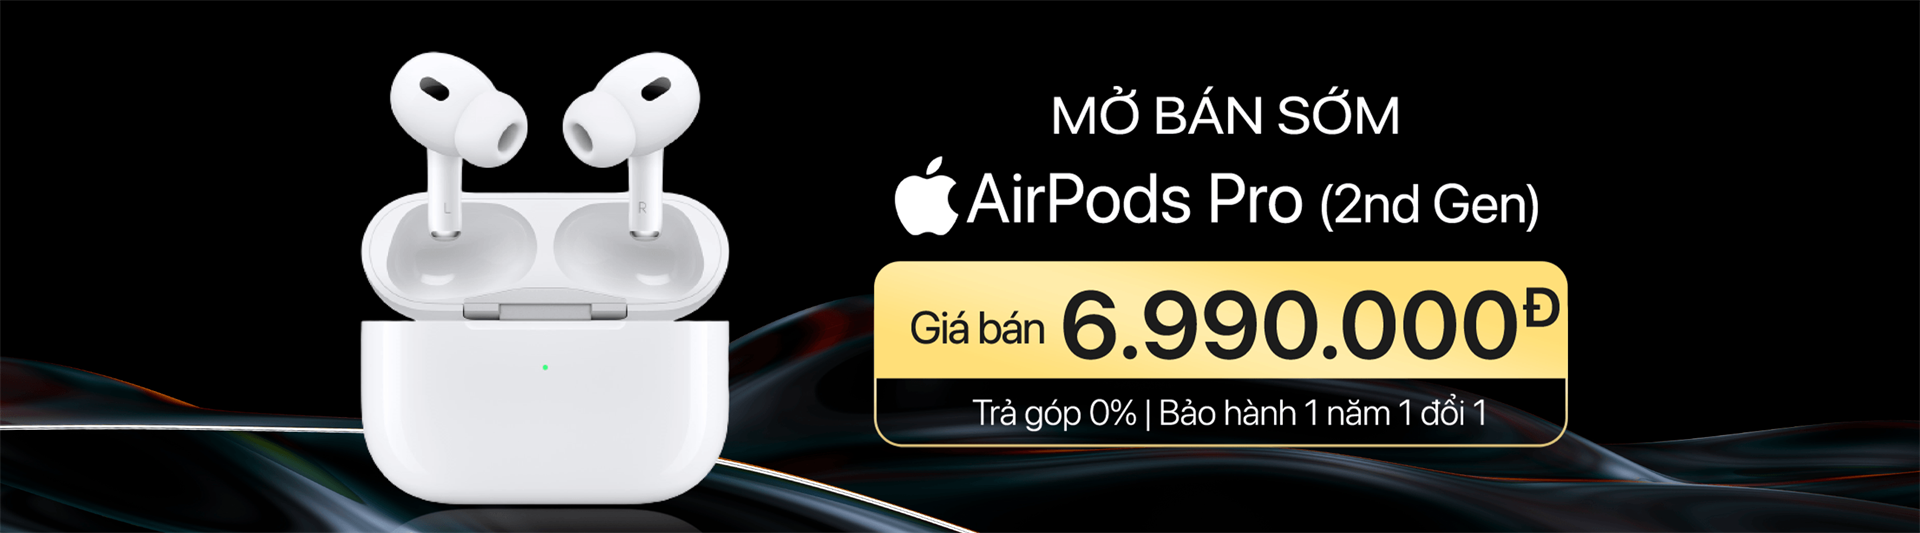 MỞ BÁN SỚM
AirPods Pro (2nd Gen)
Giá bán 6.990.000Đ
Trả góp 0% | Bảo hành 1 năm 1 đổi 1
L
R